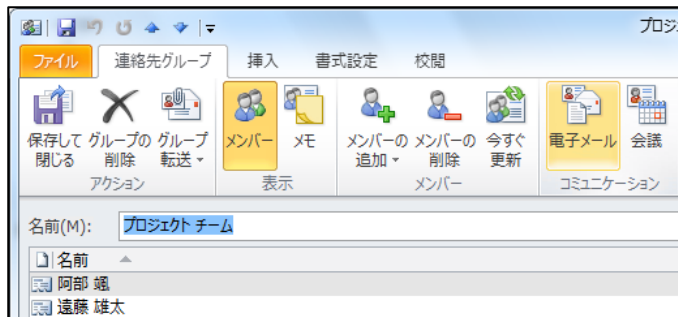 プロジ
ファイル 連絡先グループ 挿入 書式設定 校閲
保存して グループの グループ メンバー メモ メンバーの メンバーの 今すぐ 電子メール 会議
閉じる 削除 転送 追加 削除 更新
アクション 表示 メンバー コミュニケーション
名前(M): プロジェクト チーム
名前
阿部 颯
遠藤 雄太